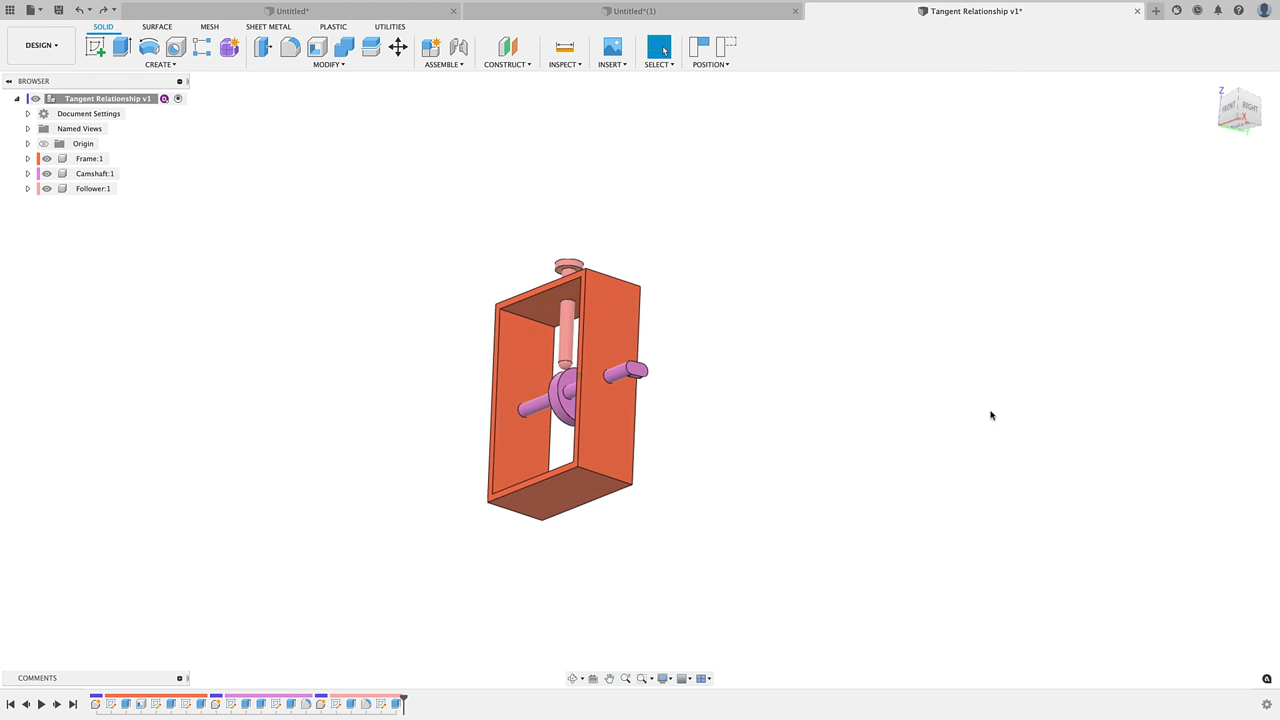 Untitled*
Untitled*(1)
Tangent Relationship v1*
DESIGN
SOLID
SURFACE
MESH
SHEET METAL
PLASTIC
UTILITIES
CREATE
MODIFY
ASSEMBLE
CONSTRUCT
INSPECT
INSERT
SELECT
POSITION
BROWSER
Tangent Relationship v1
Document Settings
Named Views
Origin
Frame:1
Camshaft:1
Follower:1
Z
FRONT
RIGHT
X
COMMENTS